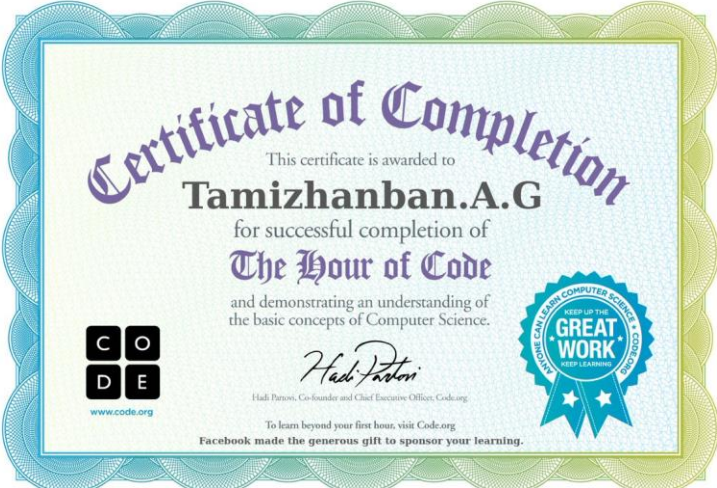 Certificate of Completion
This certificate is awarded to
Tamizhanban.A.G
for successful completion of
The Hour of Code
and demonstrating an understanding of
the basic concepts of Computer Science.
C O
D E
www.code.org
Hadi Partovi
Hadi Partovi, Co-founder and Chief Executive Officer, Code.org
To learn beyond your first hour, visit Code.org
Facebook made the generous gift to sponsor your learning.
ANYONE CAN LEARN COMPUTER SCIENCE • CODE.ORG
KEEP UP THE
GREAT
WORK
KEEP LEARNING